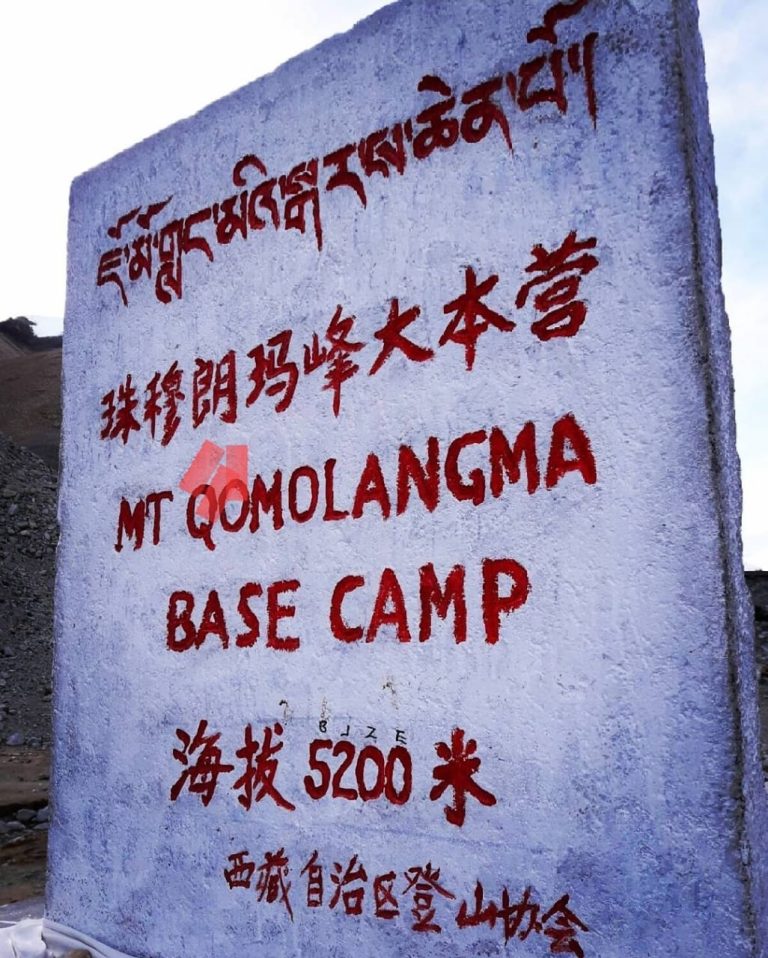 ཇོ་མོ་གླང་མའི་སྒར་ས་ཆེན་པོ།
珠穆朗玛峰大本营
MT QOMOLANGMA
BASE CAMP
海拔 5200 米
西藏自治区登山协会